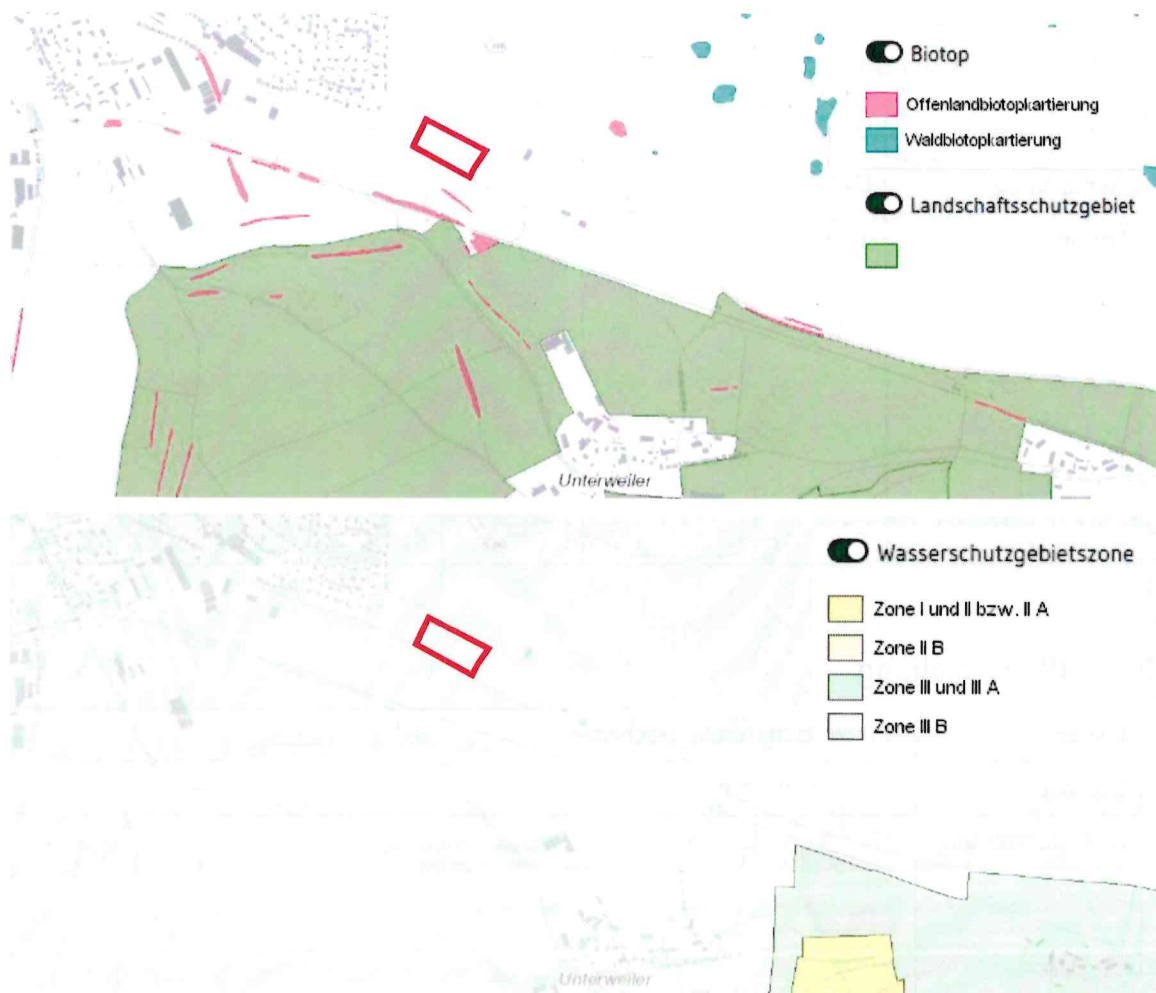 Biotop
Offenlandbiotopkartierung
Waldbiotopkartierung
Landschaftsschutzgebiet
Unterweiler
Wasserschutzgebietszone
Zone I und II bzw. II A
Zone II B
Zone III und III A
Zone III B
Unterweiler